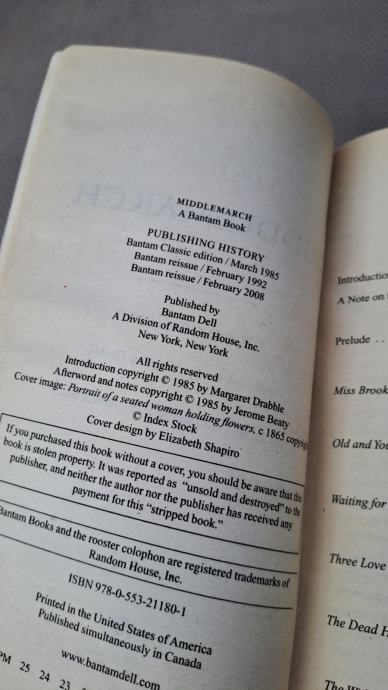 MIDDLEMARCH
A Bantam Book
PUBLISHING HISTORY
Bantam Classic edition / March 1985
Bantam reissue / February 1992
Bantam reissue / February 2008
Published by
Bantam Dell
A Division of Random House, Inc.
New York, New York
All rights reserved
Introduction copyright © 1985 by Margaret Drabble
Afterword and notes copyright © 1985 by Jerome Beaty
Cover image: Portrait of a seated woman holding flowers, c 1865 copyrigh
© Index Stock
Cover design by Elizabeth Shapiro
If you purchased this book without a cover, you should be aware that this
book is stolen property. It was reported as "unsold and destroyed" to the
publisher, and neither the author nor the publisher has received any
payment for this "stripped book."
Bantam Books and the rooster colophon are registered trademarks of
Random House, Inc.
ISBN 978-0-553-21180-1
Printed in the United States of America
Published simultaneously in Canada
www.bantamdell.com
PM 25 24 23
Introductio
A Note on
Prelude . .
Miss Brook
Old and You
Waiting for
Three Love
The Dead H
The W